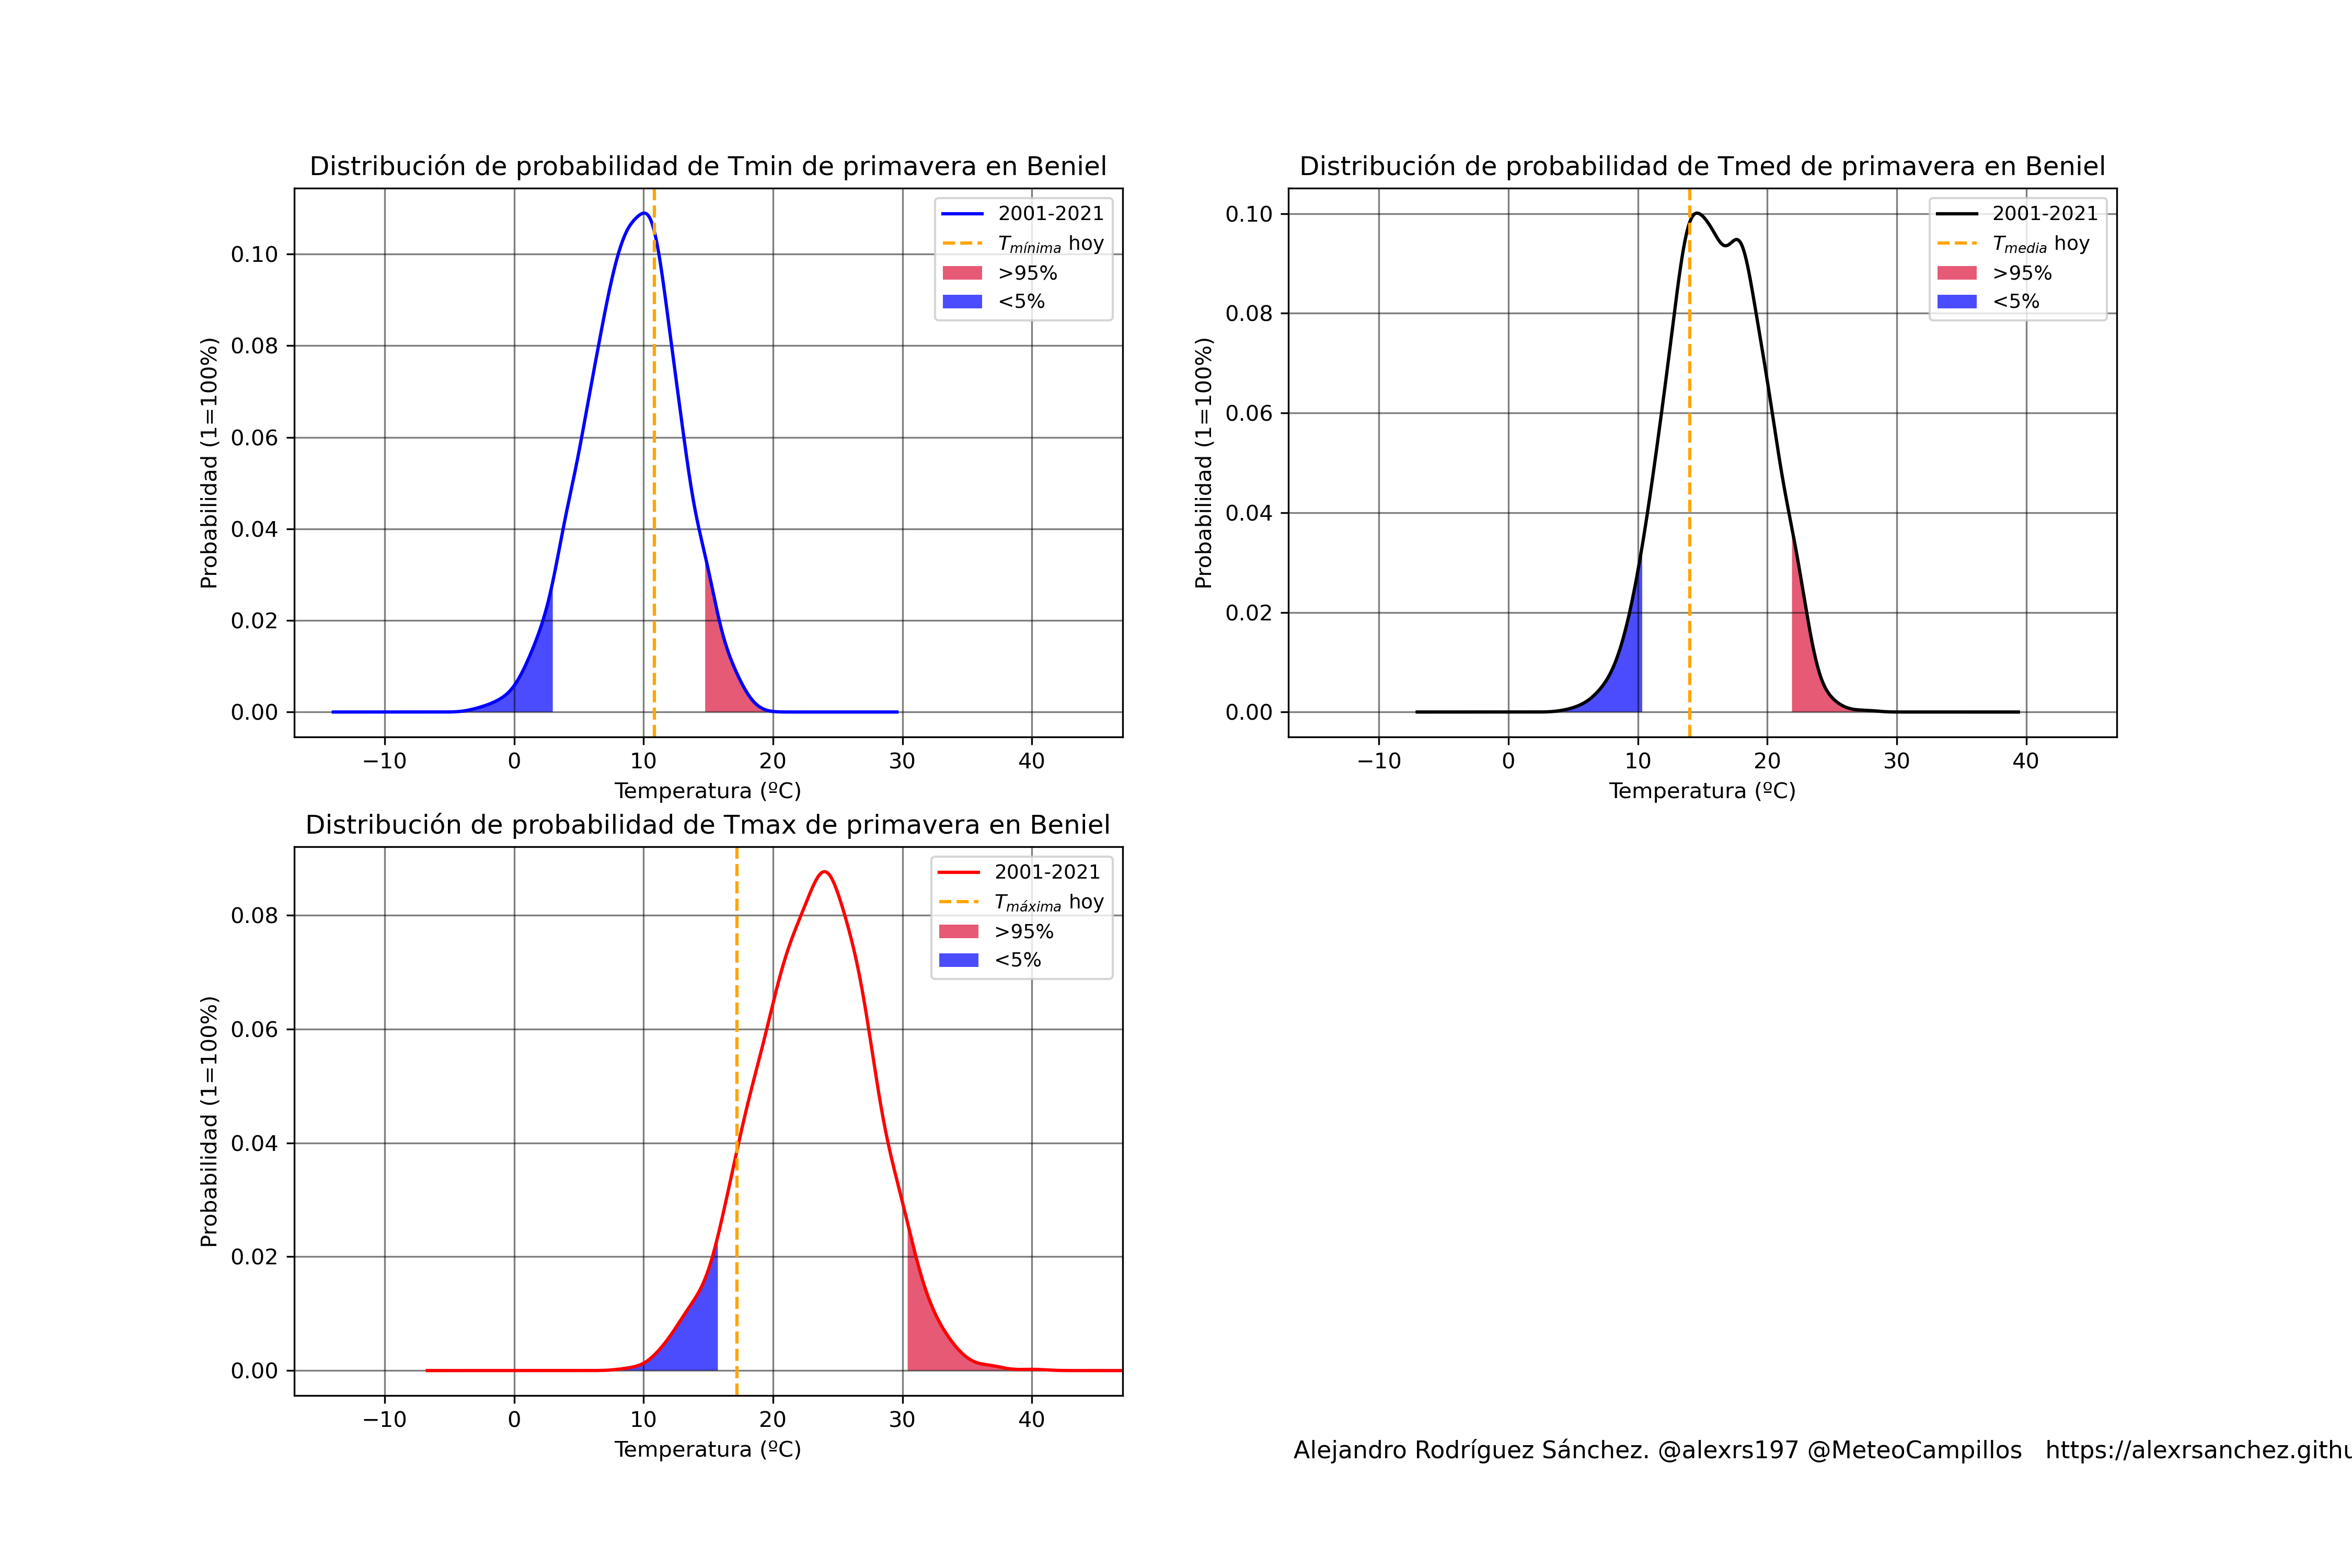 Distribución de probabilidad de Tmin de primavera en Beniel
Probabilidad (1=100%)
0.10
0.08
0.06
0.04
0.02
0.00
2001-2021
Tmínima hoy
>95%
<5%
−10 0 10 20 30 40
Temperatura (ºC)
Distribución de probabilidad de Tmed de primavera en Beniel
Probabilidad (1=100%)
0.10
0.08
0.06
0.04
0.02
0.00
2001-2021
Tmedia hoy
>95%
<5%
−10 0 10 20 30 40
Temperatura (ºC)
Distribución de probabilidad de Tmax de primavera en Beniel
Probabilidad (1=100%)
0.08
0.06
0.04
0.02
0.00
2001-2021
Tmáxima hoy
>95%
<5%
−10 0 10 20 30 40
Temperatura (ºC)
Alejandro Rodríguez Sánchez. @alexrs197 @MeteoCampillos https://alexrsanchez.githu